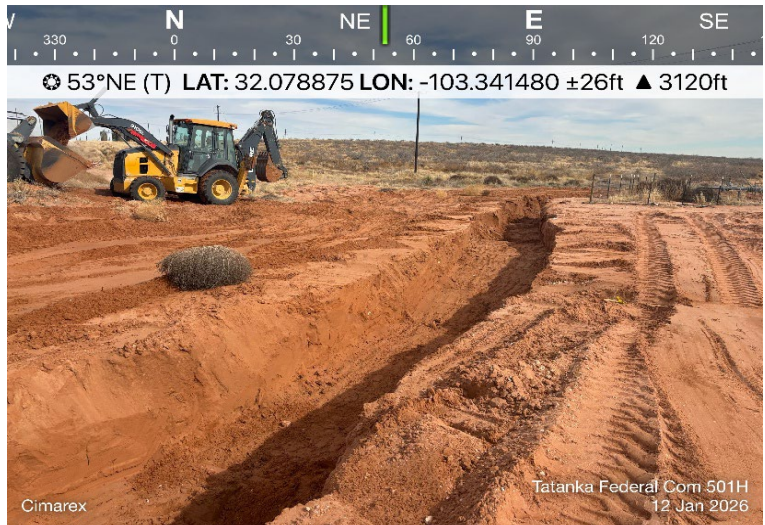 N NE E SE
330 0 30 60 90 120
53°NE (T) LAT: 32.078875 LON: -103.341480 ±26ft ▲ 3120ft
Cimarex
Tatanka Federal Com 501H
12 Jan 2026